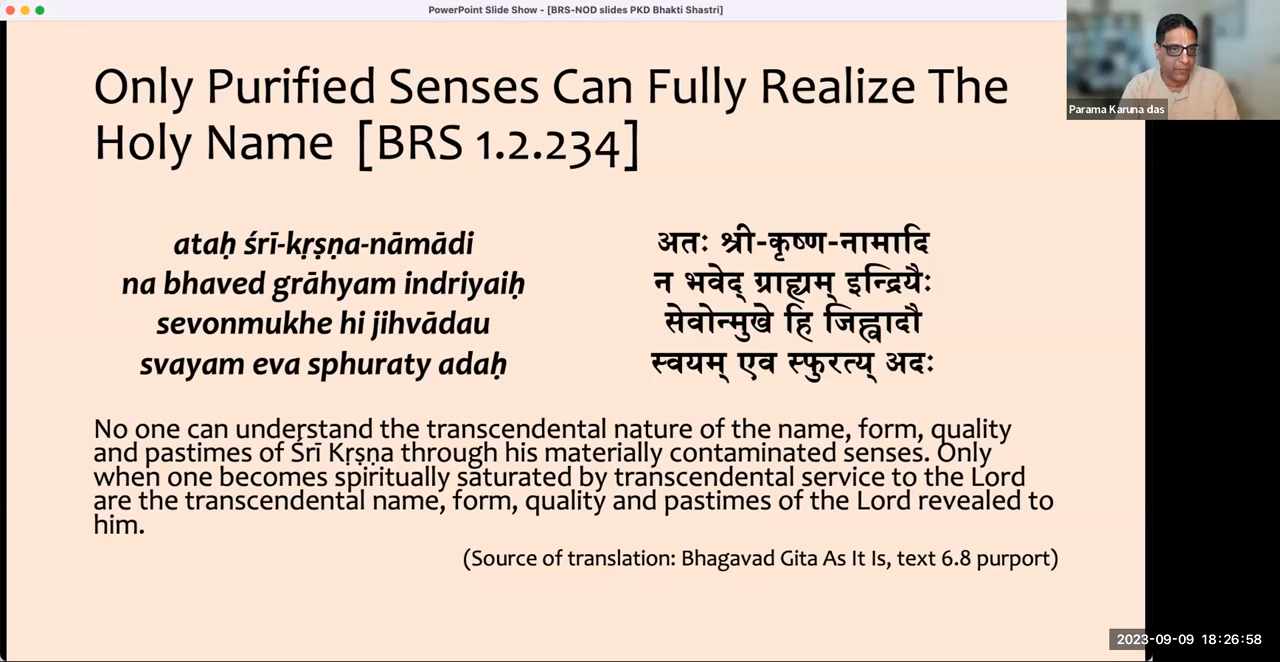 PowerPoint Slide Show - [BRS-NOD slides PKD Bhakti Shastri]
Parama Karuna das
Only Purified Senses Can Fully Realize The
Holy Name [BRS 1.2.234]
ataḥ śrī-kṛṣṇa-nāmādi
na bhaved grāhyam indriyaiḥ
sevonmukhe hi jihvādau
svayam eva sphuraty adaḥ
अतः श्री-कृष्ण-नामादि
न भवेद् ग्राह्यम् इन्द्रियैः
सेवोन्मुखे हि जिह्वादौ
स्वयम् एव स्फुरत्य् अदः
No one can understand the transcendental nature of the name, form, quality
and pastimes of Śrī Kṛṣṇa through his materially contaminated senses. Only
when one becomes spiritually saturated by transcendental service to the Lord
are the transcendental name, form, quality and pastimes of the Lord revealed to
him.
(Source of translation: Bhagavad Gita As It Is, text 6.8 purport)
2023-09-09 18:26:58